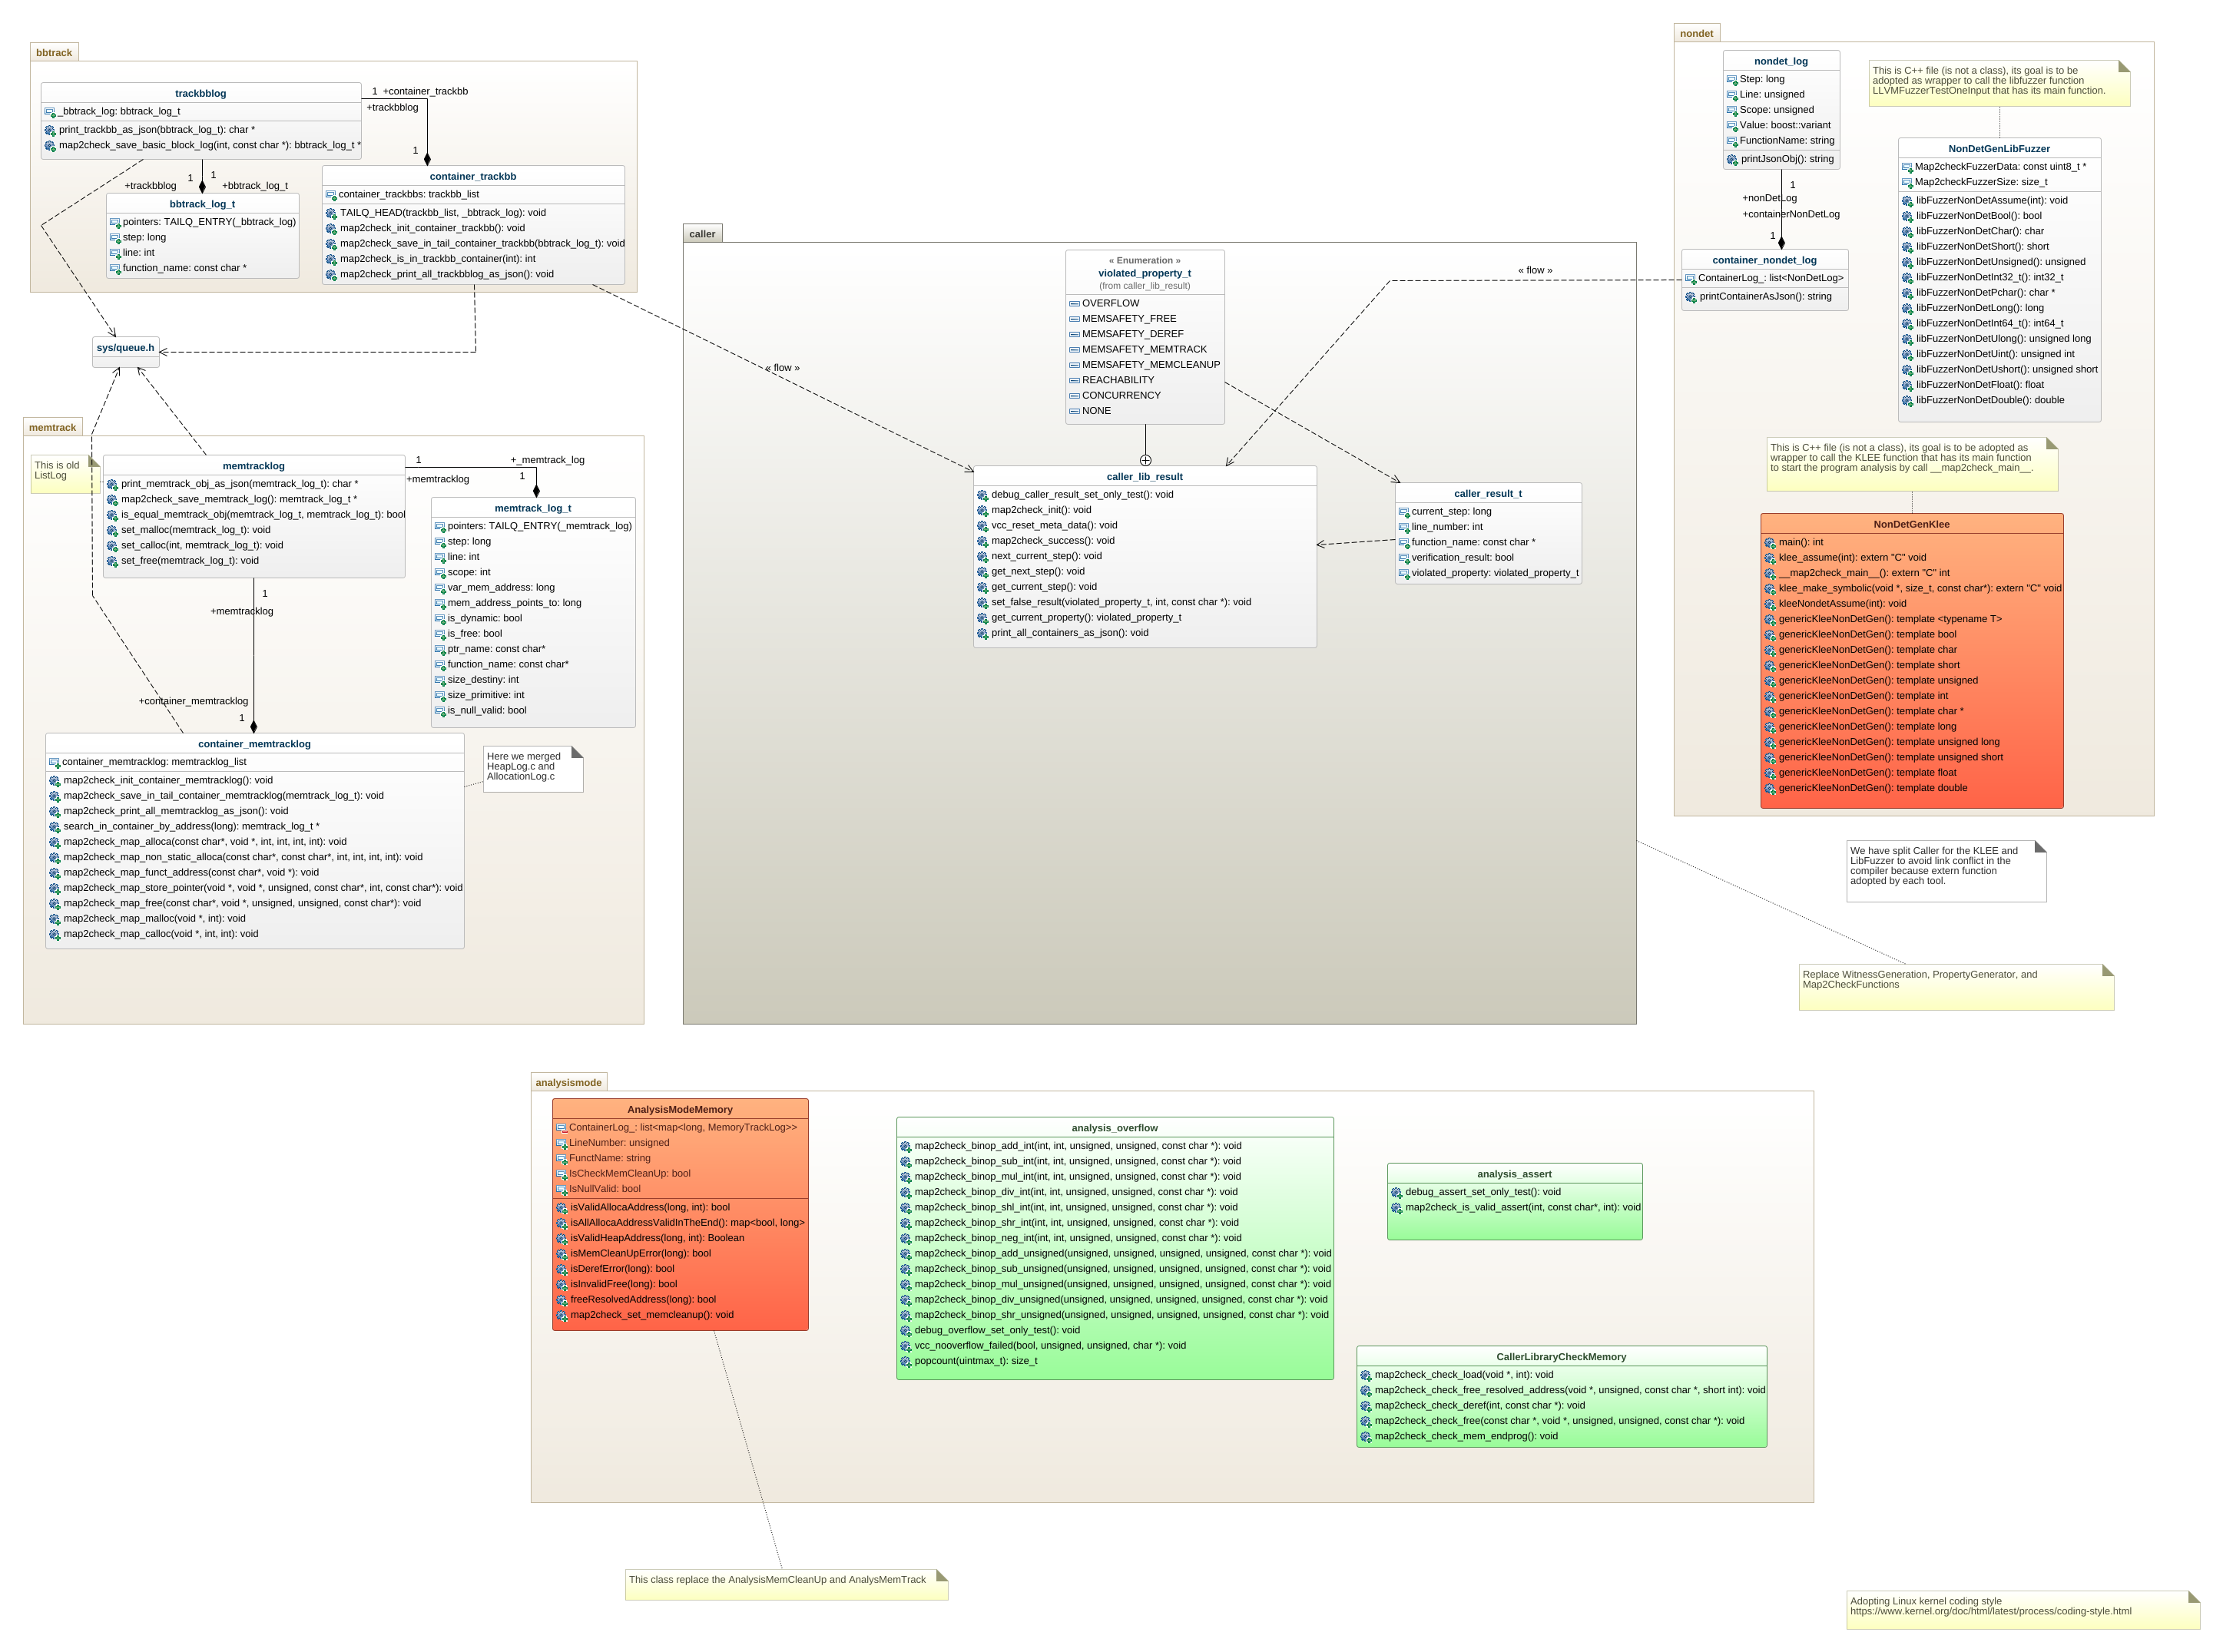 bbtrack
trackbblog
_bbtrack_log: bbtrack_log_t
print_trackbb_as_json(bbtrack_log_t): char *
map2check_save_basic_block_log(int, const char *): bbtrack_log_t *
1 +container_trackbb
+trackbblog
1
+trackbblog
1
1
+bbtrack_log_t
bbtrack_log_t
pointers: TAILQ_ENTRY(_bbtrack_log)
step: long
line: int
function_name: const char *
container_trackbb
container_trackbbs: trackbb_list
TAILQ_HEAD(trackbb_list, _bbtrack_log): void
map2check_init_container_trackbb(): void
map2check_save_in_tail_container_trackbb(bbtrack_log_t): void
map2check_is_in_trackbb_container(int): int
map2check_print_all_trackbblog_as_json(): void
sys/queue.h
memtrack
This is old
ListLog
memtracklog
print_memtrack_obj_as_json(memtrack_log_t): char *
map2check_save_memtrack_log(): memtrack_log_t *
is_equal_memtrack_obj(memtrack_log_t, memtrack_log_t): bool
set_malloc(memtrack_log_t): void
set_calloc(int, memtrack_log_t): void
set_free(memtrack_log_t): void
1
+_memtrack_log
+memtracklog
1
memtrack_log_t
pointers: TAILQ_ENTRY(_memtrack_log)
step: long
line: int
scope: int
var_mem_address: long
mem_address_points_to: long
is_dynamic: bool
is_free: bool
ptr_name: const char*
function_name: const char*
size_destiny: int
size_primitive: int
is_null_valid: bool
1
+memtracklog
+container_memtracklog
1
container_memtracklog
container_memtracklog: memtracklog_list
map2check_init_container_memtracklog(): void
map2check_save_in_tail_container_memtracklog(memtrack_log_t): void
map2check_print_all_memtracklog_as_json(): void
search_in_container_by_address(long): memtrack_log_t *
map2check_map_alloca(const char*, void *, int, int, int, int): void
map2check_map_non_static_alloca(const char*, const char*, int, int, int, int): void
map2check_map_funct_address(const char*, void *): void
map2check_map_store_pointer(void *, void *, unsigned, const char*, int, const char*): void
map2check_map_free(const char*, void *, unsigned, unsigned, const char*): void
map2check_map_malloc(void *, int): void
map2check_map_calloc(void *, int, int): void
Here we merged
HeapLog.c and
AllocationLog.c
caller
« flow »
« flow »
« Enumeration »
violated_property_t
(from caller_lib_result)
OVERFLOW
MEMSAFETY_FREE
MEMSAFETY_DEREF
MEMSAFETY_MEMTRACK
MEMSAFETY_MEMCLEANUP
REACHABILITY
CONCURRENCY
NONE
caller_lib_result
debug_caller_result_set_only_test(): void
map2check_init(): void
vcc_reset_meta_data(): void
map2check_success(): void
next_current_step(): void
get_next_step(): void
get_current_step(): void
set_false_result(violated_property_t, int, const char *): void
get_current_property(): violated_property_t
print_all_containers_as_json(): void
caller_result_t
current_step: long
line_number: int
function_name: const char *
verification_result: bool
violated_property: violated_property_t
nondet
nondet_log
Step: long
Line: unsigned
Scope: unsigned
Value: boost::variant
FunctionName: string
printJsonObj(): string
1
+nonDetLog
+containerNonDetLog
1
container_nondet_log
ContainerLog_: list<NonDetLog>
printContainerAsJson(): string
This is C++ file (is not a class), its goal is to be
adopted as wrapper to call the libfuzzer function
LLVMFuzzerTestOneInput that has its main function.
NonDetGenLibFuzzer
Map2checkFuzzerData: const uint8_t *
Map2checkFuzzerSize: size_t
libFuzzerNonDetAssume(int): void
libFuzzerNonDetBool(): bool
libFuzzerNonDetChar(): char
libFuzzerNonDetShort(): short
libFuzzerNonDetUnsigned(): unsigned
libFuzzerNonDetInt32_t(): int32_t
libFuzzerNonDetPchar(): char *
libFuzzerNonDetLong(): long
libFuzzerNonDetInt64_t(): int64_t
libFuzzerNonDetUlong(): unsigned long
libFuzzerNonDetUint(): unsigned int
libFuzzerNonDetUshort(): unsigned short
libFuzzerNonDetFloat(): float
libFuzzerNonDetDouble(): double
This is C++ file (is not a class), its goal is to be adopted as
wrapper to call the KLEE function that has its main function
to start the program analysis by call __map2check_main__.
NonDetGenKlee
main(): int
klee_assume(int): extern "C" void
__map2check_main__(): extern "C" int
klee_make_symbolic(void *, size_t, const char*): extern "C" void
kleeNondetAssume(int): void
genericKleeNonDetGen(): template <typename T>
genericKleeNonDetGen(): template bool
genericKleeNonDetGen(): template char
genericKleeNonDetGen(): template short
genericKleeNonDetGen(): template unsigned
genericKleeNonDetGen(): template int
genericKleeNonDetGen(): template char *
genericKleeNonDetGen(): template long
genericKleeNonDetGen(): template unsigned long
genericKleeNonDetGen(): template unsigned short
genericKleeNonDetGen(): template float
genericKleeNonDetGen(): template double
We have split Caller for the KLEE and
LibFuzzer to avoid link conflict in the
compiler because extern function
adopted by each tool.
Replace WitnessGeneration, PropertyGenerator, and
Map2CheckFunctions
analysismode
AnalysisModeMemory
ContainerLog_: list<map<long, MemoryTrackLog>>
LineNumber: unsigned
FunctName: string
IsCheckMemCleanUp: bool
IsNullValid: bool
isValidAllocaAddress(long, int): bool
isAllAllocaAddressValidInTheEnd(): map<bool, long>
isValidHeapAddress(long, int): Boolean
isMemCleanUpError(long): bool
isDerefError(long): bool
isInvalidFree(long): bool
freeResolvedAddress(long): bool
map2check_set_memcleanup(): void
analysis_overflow
map2check_binop_add_int(int, int, unsigned, unsigned, const char *): void
map2check_binop_sub_int(int, int, unsigned, unsigned, const char *): void
map2check_binop_mul_int(int, int, unsigned, unsigned, const char *): void
map2check_binop_div_int(int, int, unsigned, unsigned, const char *): void
map2check_binop_shl_int(int, int, unsigned, unsigned, const char *): void
map2check_binop_shr_int(int, int, unsigned, unsigned, const char *): void
map2check_binop_neg_int(int, int, unsigned, unsigned, const char *): void
map2check_binop_add_unsigned(unsigned, unsigned, unsigned, unsigned, const char *): void
map2check_binop_sub_unsigned(unsigned, unsigned, unsigned, unsigned, const char *): void
map2check_binop_mul_unsigned(unsigned, unsigned, unsigned, unsigned, const char *): void
map2check_binop_div_unsigned(unsigned, unsigned, unsigned, unsigned, const char *): void
map2check_binop_shr_unsigned(unsigned, unsigned, unsigned, unsigned, const char *): void
debug_overflow_set_only_test(): void
vcc_nooverflow_failed(bool, unsigned, unsigned, char *): void
popcount(uintmax_t): size_t
analysis_assert
debug_assert_set_only_test(): void
map2check_is_valid_assert(int, const char*, int): void
CallerLibraryCheckMemory
map2check_check_load(void *, int): void
map2check_check_free_resolved_address(void *, unsigned, const char *, short int): void
map2check_check_deref(int, const char *): void
map2check_check_free(const char *, void *, unsigned, unsigned, const char *): void
map2check_check_mem_endprog(): void
This class replace the AnalysisMemCleanUp and AnalysMemTrack
Adopting Linux kernel coding style
https://www.kernel.org/doc/html/latest/process/coding-style.html